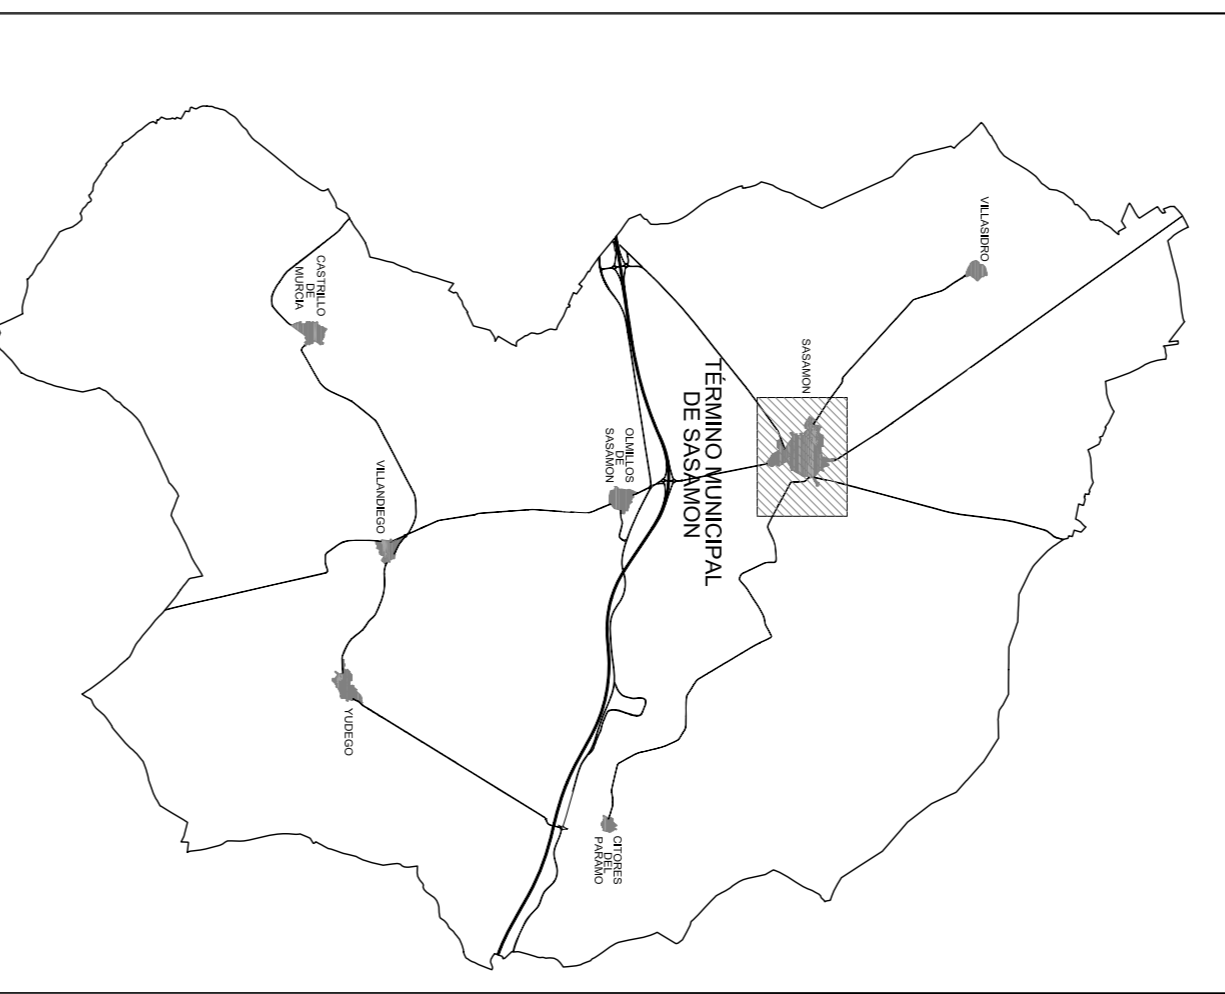 VILLASIDRO
SASAMON
TÉRMINO MUNICIPAL
DE SASAMON
OLMILLOS
DE
SASAMON
CASTRILLO
DE
MURCIA
VILLANDIEGO
YUDEGO
CITORES
DEL
PARAMO